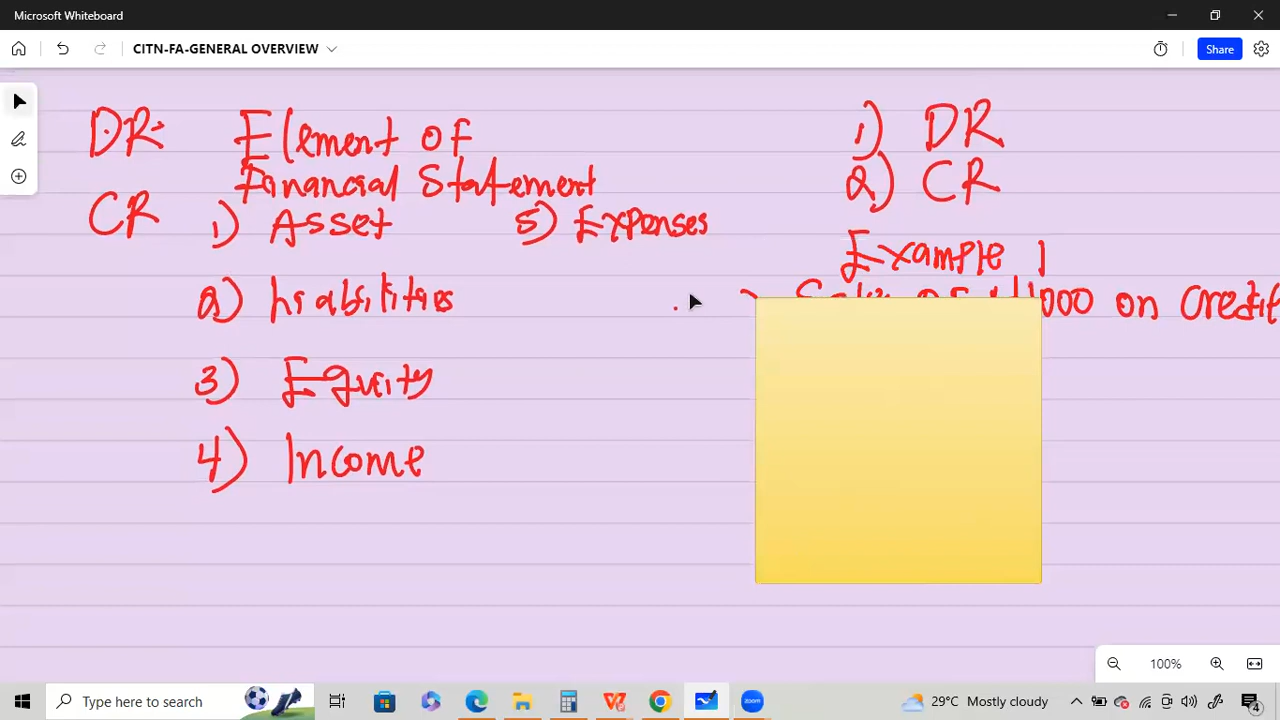 Microsoft Whiteboard
CITN-FA-GENERAL OVERVIEW
Share
DR:
Element of
Financial Statement
CR
1) Asset
5) Expenses
2) Liabilities
3) Equity
4) Income
1) DR
2) CR
Example 1
000 on Credit
100%
Type here to search
29°C Mostly cloudy
4